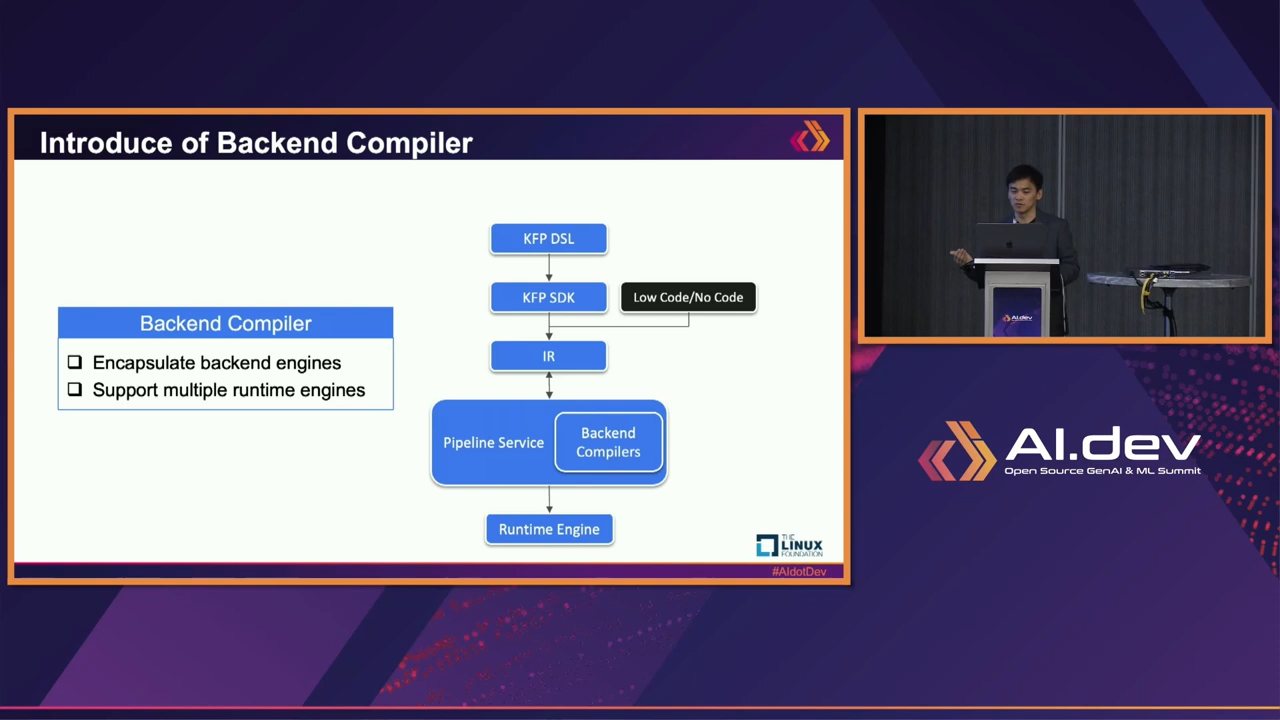 Introduce of Backend Compiler
KFP DSL
KFP SDK
Low Code/No Code
Backend Compiler
IR
Encapsulate backend engines
Support multiple runtime engines
Pipeline Service
Backend
Compilers
Runtime Engine
THE
LINUX
FOUNDATION
#AIdotDev
AI.dev
AI.dev
Open Source GenAI & ML Summit